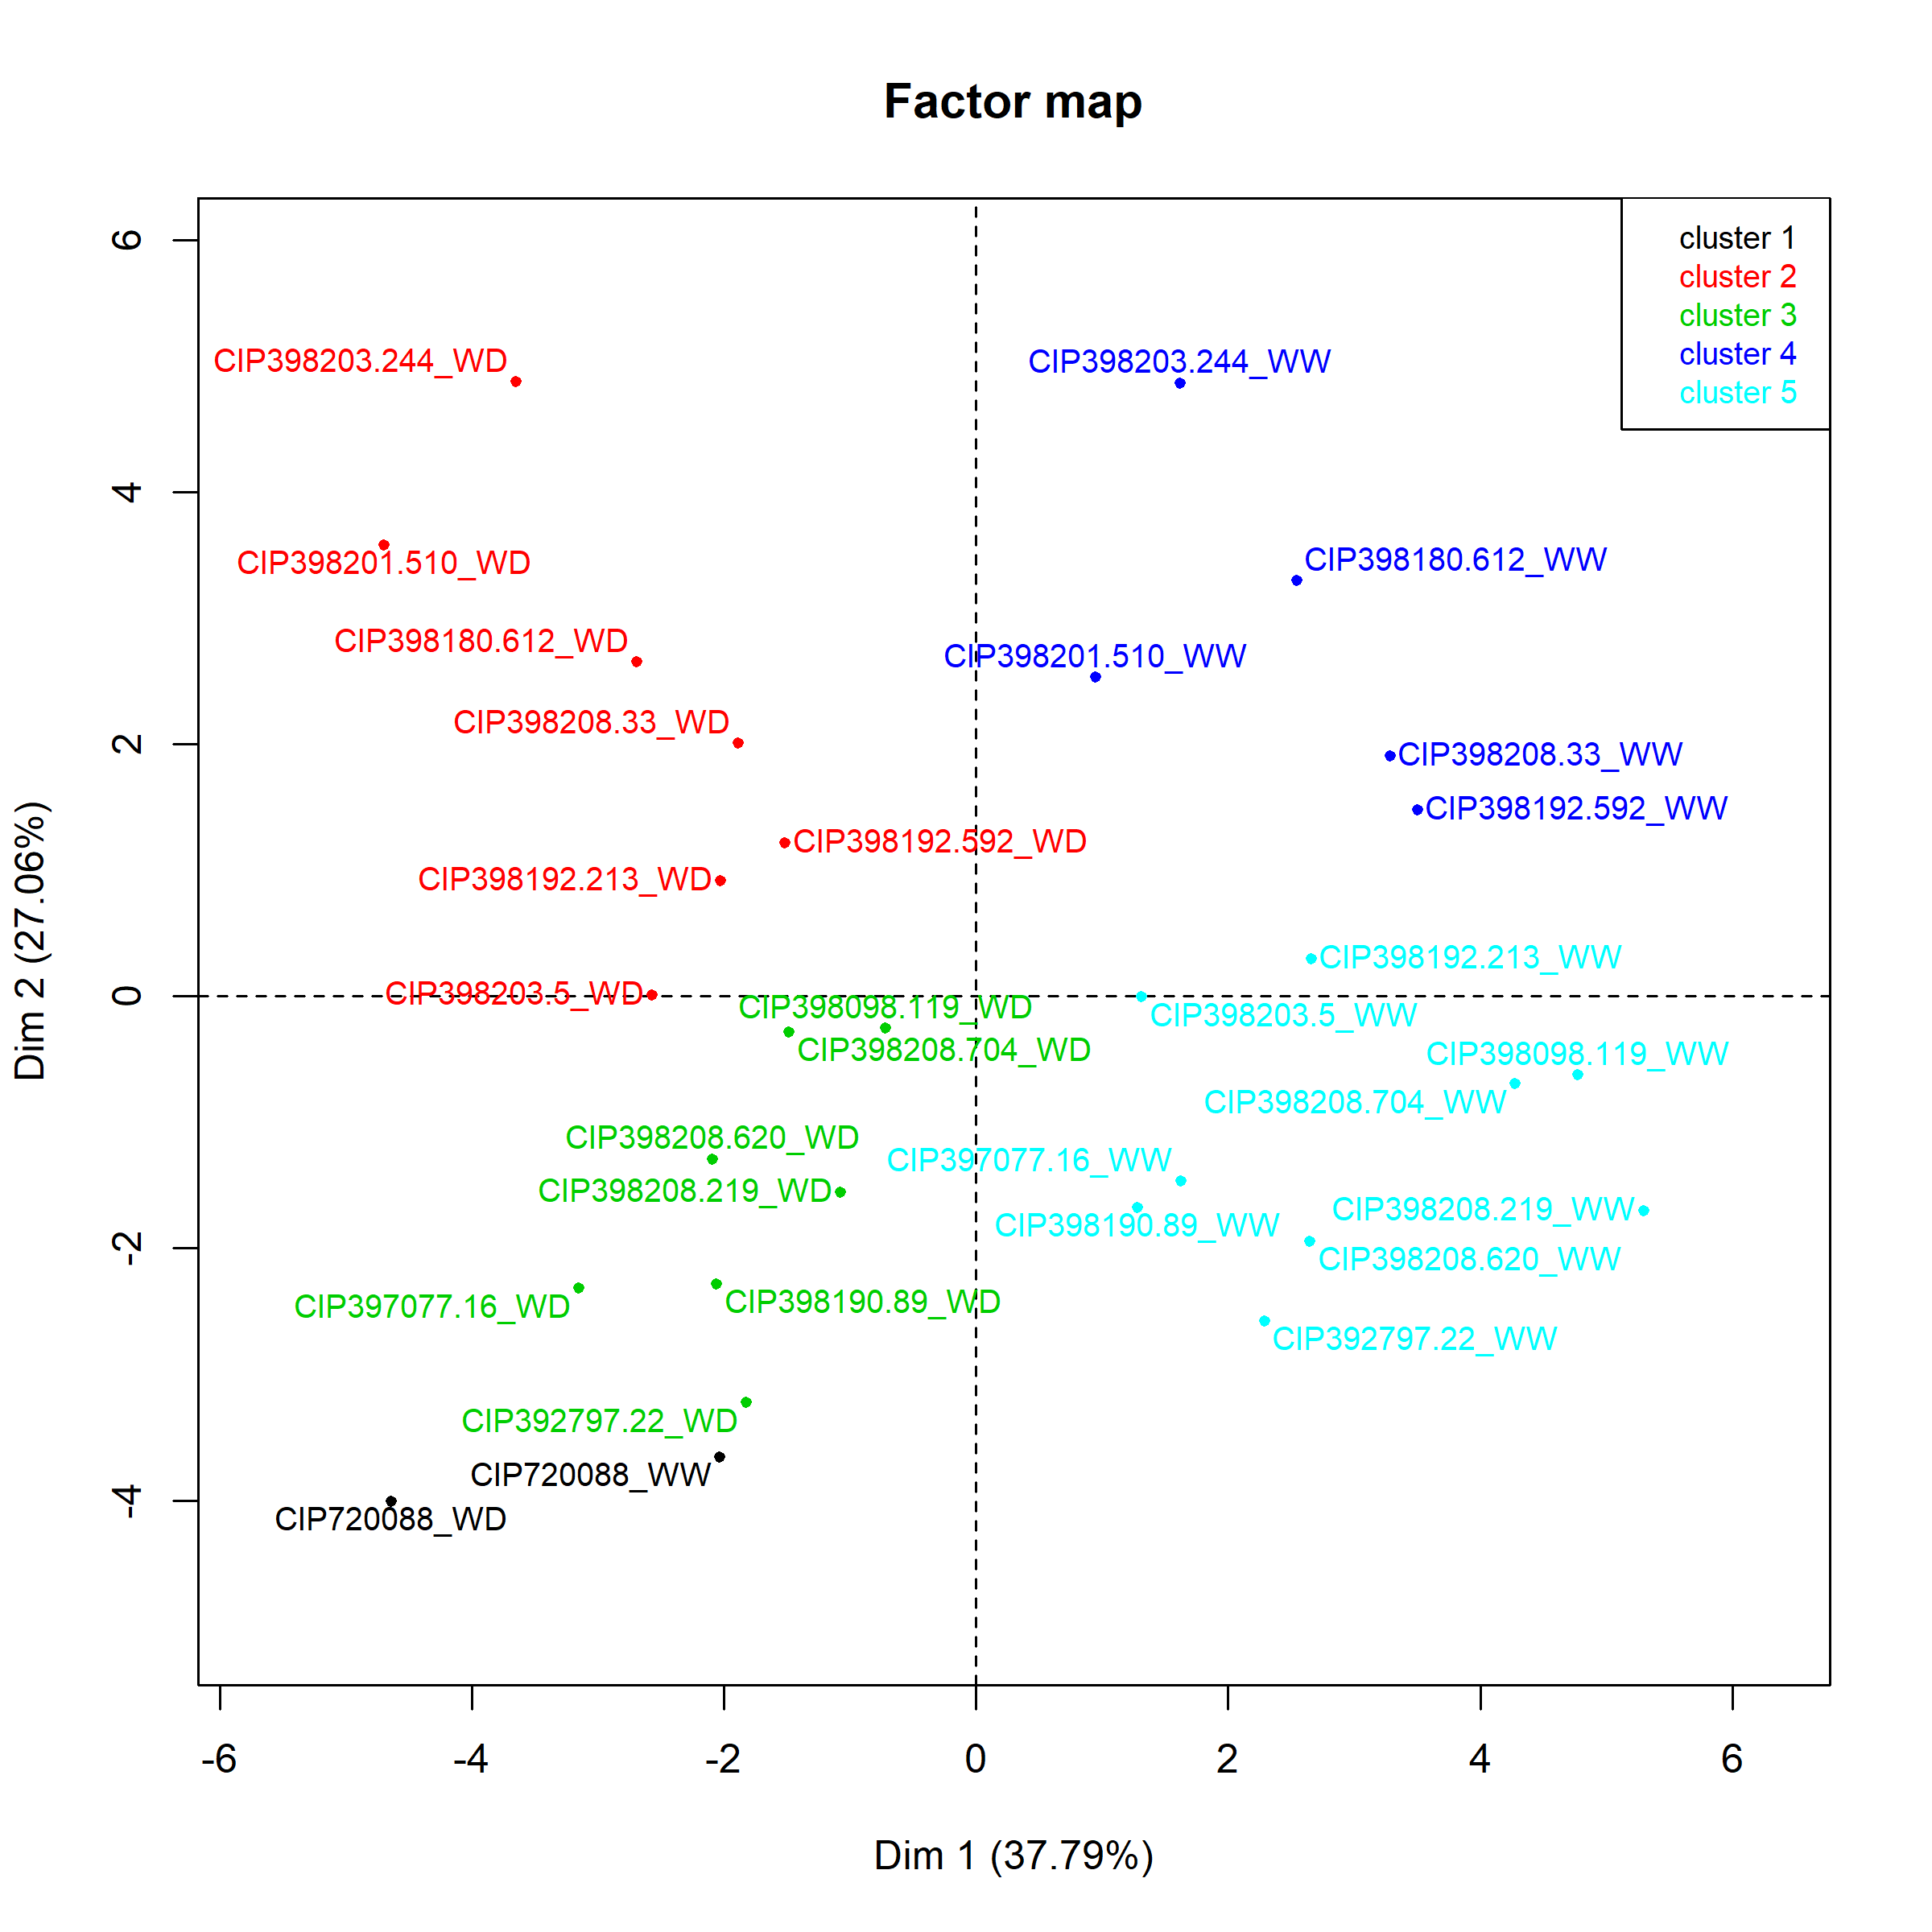 Factor map
cluster 1
cluster 2
cluster 3
cluster 4
cluster 5
6
4
2
0
-2
-4
Dim 2 (27.06%)
CIP398203.244_WD
CIP398203.244_WW
CIP398201.510_WD
CIP398180.612_WW
CIP398180.612_WD
CIP398201.510_WW
CIP398208.33_WD
CIP398208.33_WW
CIP398192.592_WW
CIP398192.592_WD
CIP398192.213_WD
CIP398192.213_WW
CIP398203.5_WD
CIP398098.119_WD
CIP398203.5_WW
CIP398208.704_WD
CIP398098.119_WW
CIP398208.704_WW
CIP398208.620_WD
CIP397077.16_WW
CIP398208.219_WD
CIP398208.219_WW
CIP398190.89_WW
CIP398208.620_WW
CIP397077.16_WD
CIP398190.89_WD
CIP392797.22_WW
CIP392797.22_WD
CIP720088_WW
CIP720088_WD
-6
-4
-2
0
2
4
6
Dim 1 (37.79%)